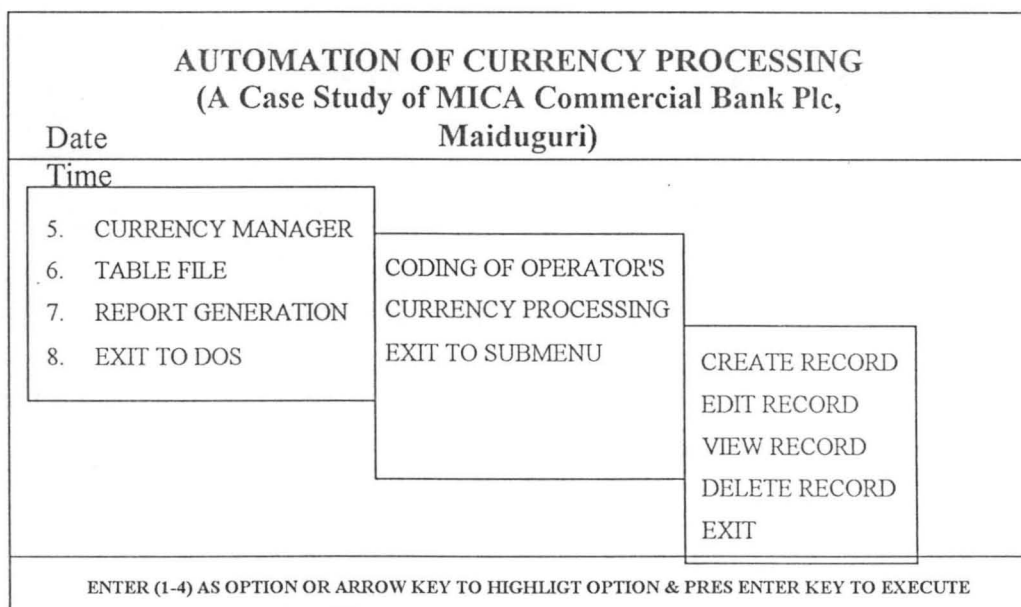 AUTOMATION OF CURRENCY PROCESSING
(A Case Study of MICA Commercial Bank Plc,
Date Maiduguri)
Time
5. CURRENCY MANAGER
6. TABLE FILE
7. REPORT GENERATION
8. EXIT TO DOS
CODING OF OPERATOR'S
CURRENCY PROCESSING
EXIT TO SUBMENU
CREATE RECORD
EDIT RECORD
VIEW RECORD
DELETE RECORD
EXIT
ENTER (1-4) AS OPTION OR ARROW KEY TO HIGHLIGT OPTION & PRES ENTER KEY TO EXECUTE